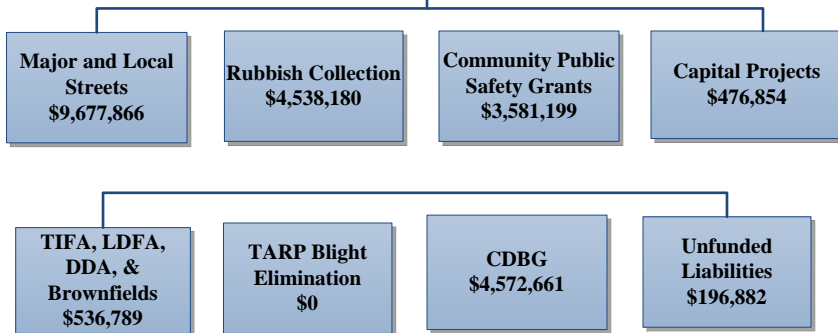 Major and Local
Streets
$9,677,866
Rubbish Collection
$4,538,180
Community Public
Safety Grants
$3,581,199
Capital Projects
$476,854
TIFA, LDFA,
DDA, &
Brownfields
$536,789
TARP Blight
Elimination
$0
CDBG
$4,572,661
Unfunded
Liabilities
$196,882